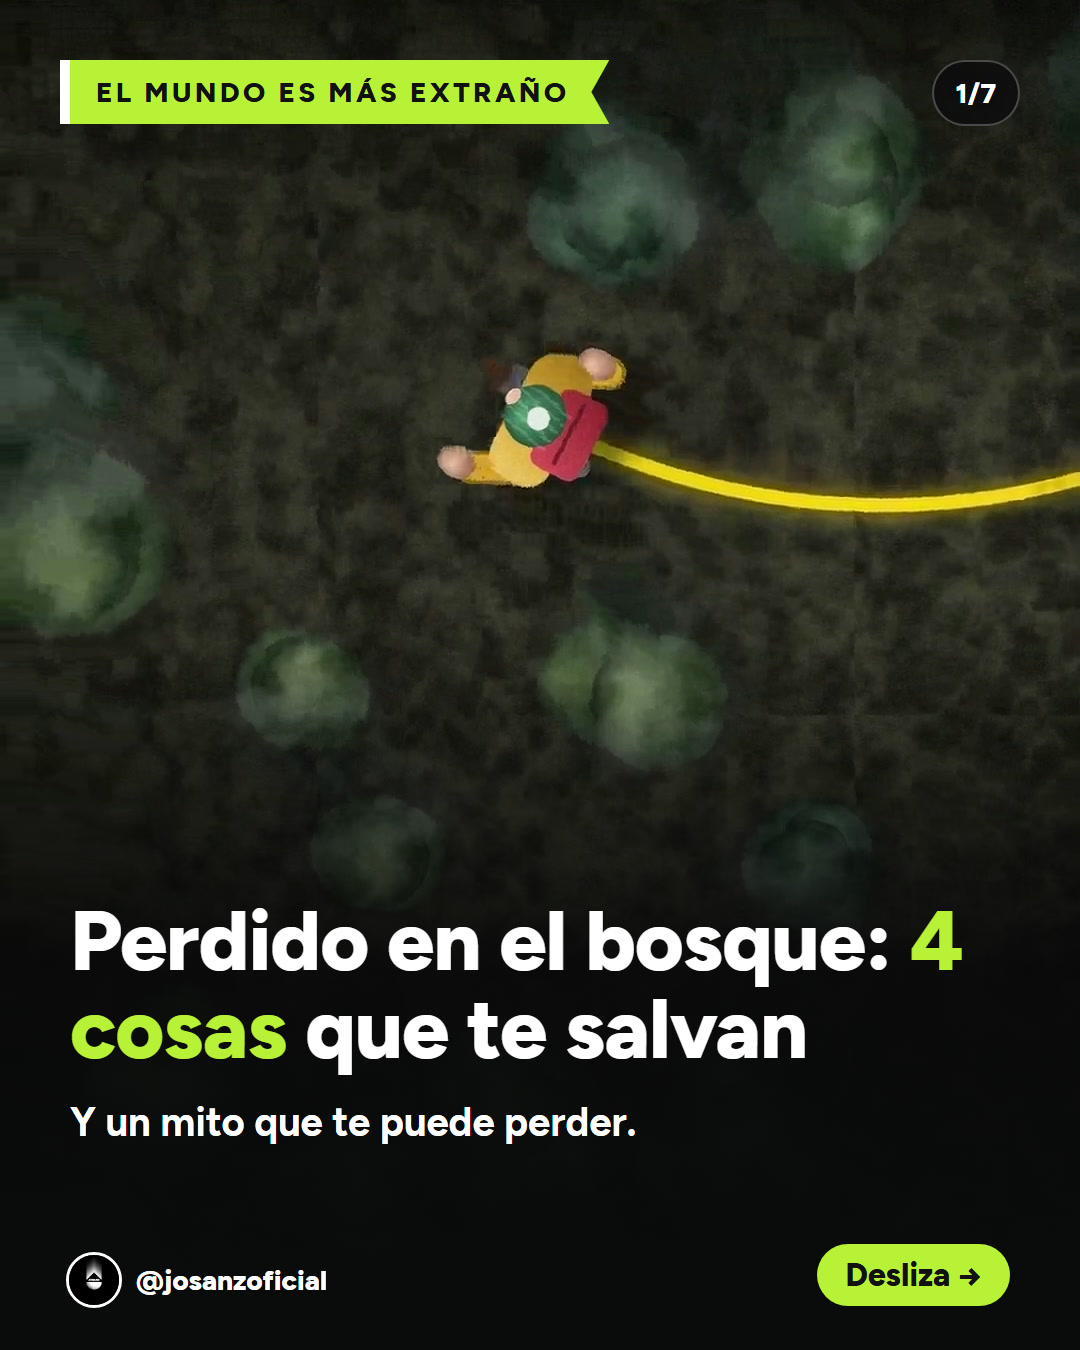 EL MUNDO ES MÁS EXTRAÑO
1/7
Perdido en el bosque: 4
cosas que te salvan
Y un mito que te puede perder.
@josanzoficial
Desliza →